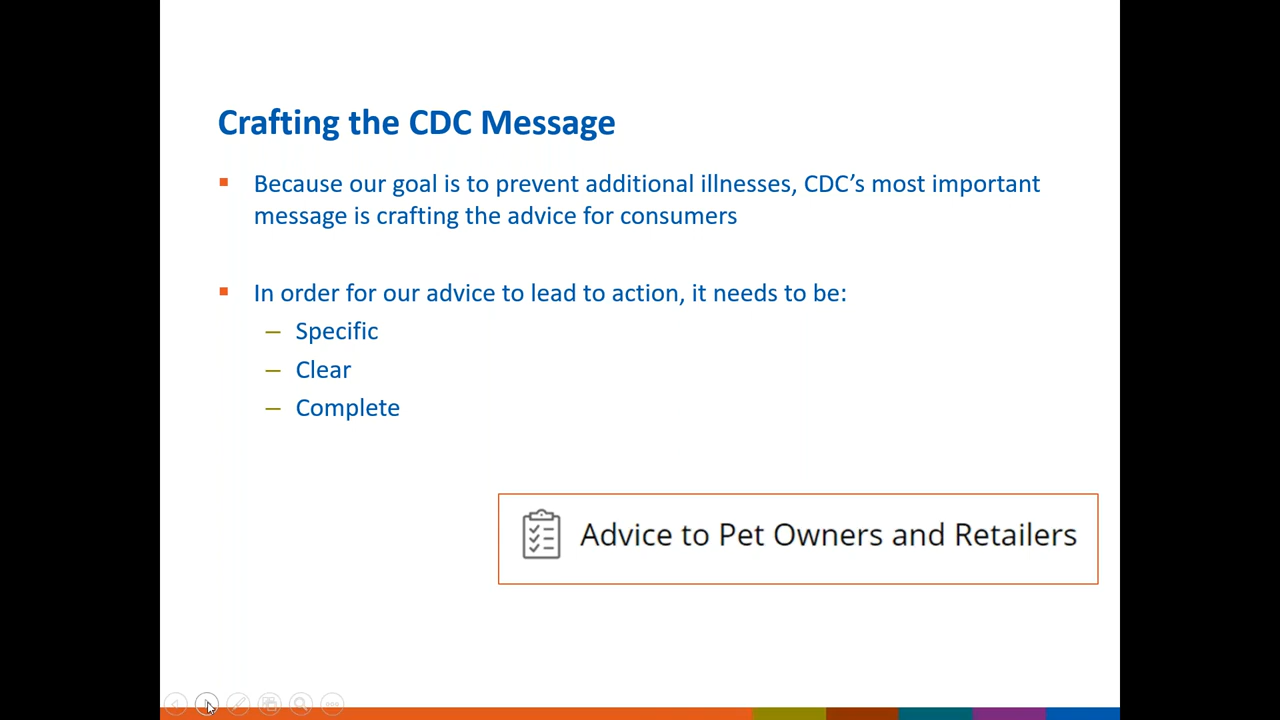 Crafting the CDC Message
Because our goal is to prevent additional illnesses, CDC’s most important
message is crafting the advice for consumers
In order for our advice to lead to action, it needs to be:
– Specific
– Clear
– Complete
Advice to Pet Owners and Retailers